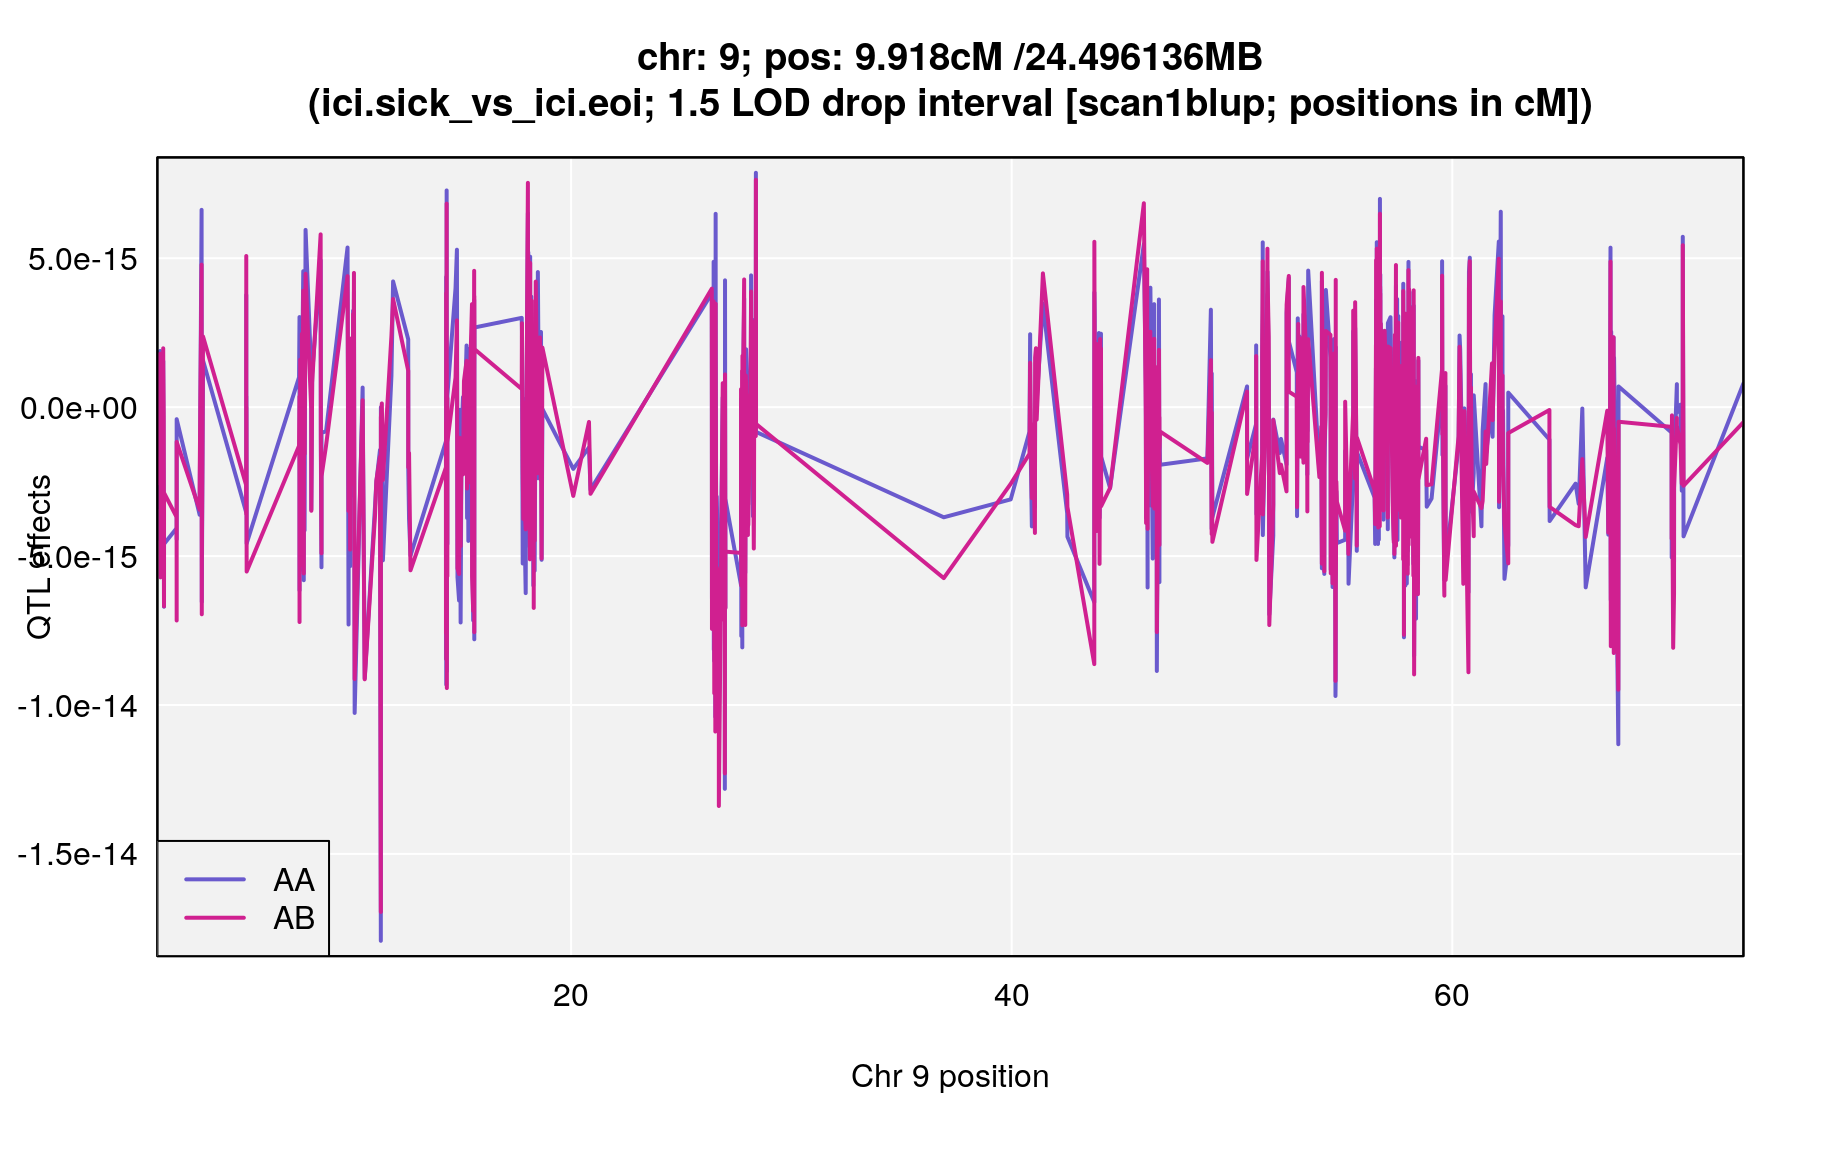 chr: 9; pos: 9.918cM /24.496136MB
(ici.sick_vs_ici.eoi; 1.5 LOD drop interval [scan1blup; positions in cM])
5.0e-15
0.0e+00
-5.0e-15
-1.0e-14
-1.5e-14
QTL effects
AA
AB
20
40
60
Chr 9 position